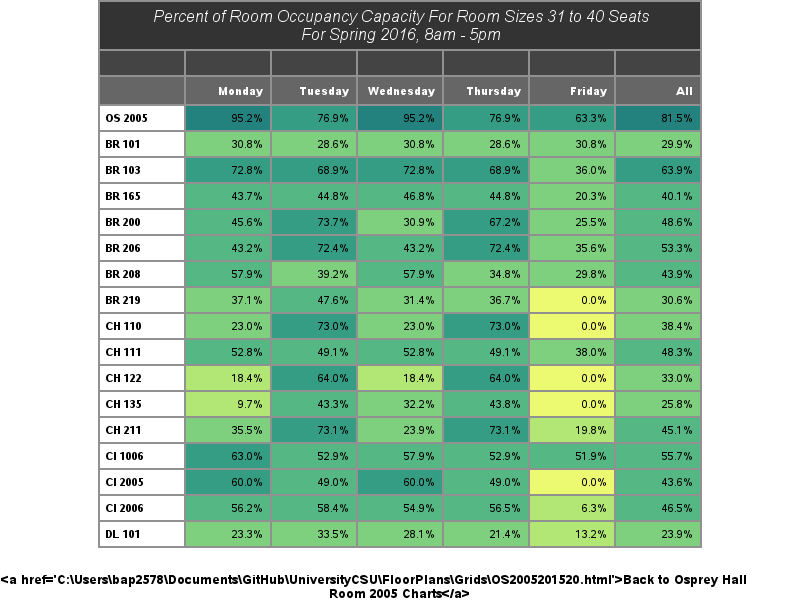 Percent of Room Occupancy Capacity For Room Sizes 31 to 40 Seats
For Spring 2016, 8am - 5pm
Monday Tuesday Wednesday Thursday Friday All
OS 2005 95.2% 76.9% 95.2% 76.9% 63.3% 81.5%
BR 101 30.8% 28.6% 30.8% 28.6% 30.8% 29.9%
BR 103 72.8% 68.9% 72.8% 68.9% 36.0% 63.9%
BR 165 43.7% 44.8% 46.8% 44.8% 20.3% 40.1%
BR 200 45.6% 73.7% 30.9% 67.2% 25.5% 48.6%
BR 206 43.2% 72.4% 43.2% 72.4% 35.6% 53.3%
BR 208 57.9% 39.2% 57.9% 34.8% 29.8% 43.9%
BR 219 37.1% 47.6% 31.4% 36.7% 0.0% 30.6%
CH 110 23.0% 73.0% 23.0% 73.0% 0.0% 38.4%
CH 111 52.8% 49.1% 52.8% 49.1% 38.0% 48.3%
CH 122 18.4% 64.0% 18.4% 64.0% 0.0% 33.0%
CH 135 9.7% 43.3% 32.2% 43.8% 0.0% 25.8%
CH 211 35.5% 73.1% 23.9% 73.1% 19.8% 45.1%
CI 1006 63.0% 52.9% 57.9% 52.9% 51.9% 55.7%
CI 2005 60.0% 49.0% 60.0% 49.0% 0.0% 43.6%
CI 2006 56.2% 58.4% 54.9% 56.5% 6.3% 46.5%
DL 101 23.3% 33.5% 28.1% 21.4% 13.2% 23.9%
<a href='C:\Users\bap2578\Documents\GitHub\UniversityCSU\FloorPlans\Grids\OS2005201520.html'>Back to Osprey Hall
Room 2005 Charts</a>